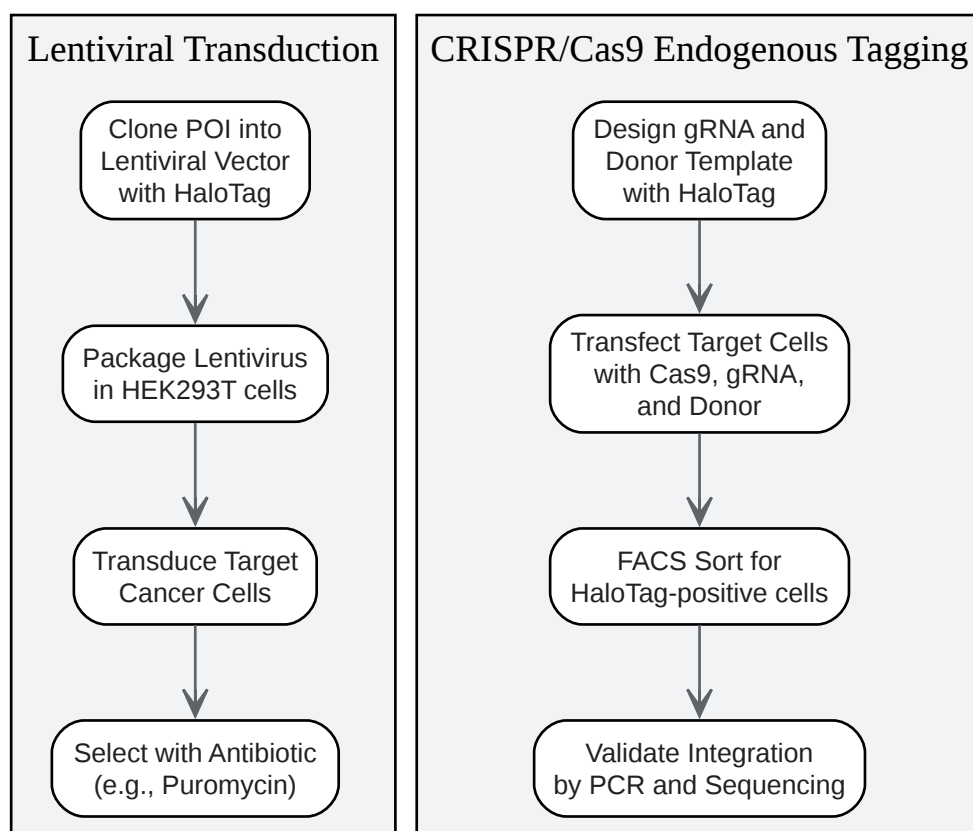 Lentiviral Transduction
Clone POI into
Lentiviral Vector
with HaloTag
Package Lentivirus
in HEK293T cells
Transduce Target
Cancer Cells
Select with Antibiotic
(e.g., Puromycin)
CRISPR/Cas9 Endogenous Tagging
Design gRNA and
Donor Template
with HaloTag
Transfect Target Cells
with Cas9, gRNA,
and Donor
FACS Sort for
HaloTag-positive cells
Validate Integration
by PCR and Sequencing